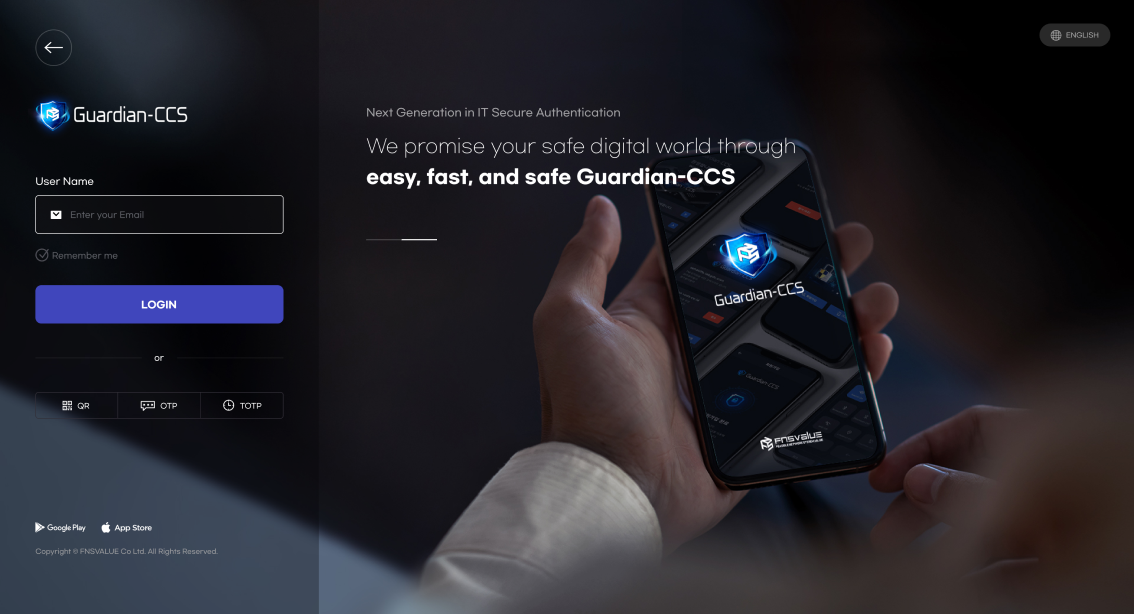 ENGLISH
Guardian-CCS
User Name
Enter your Email
Remember me
LOGIN
or
QR
OTP
TOTP
Google Play
App Store
Copyright © FNSVALUE Co Ltd. All Rights Reserved.
Next Generation in IT Secure Authentication
We promise your safe digital world through
easy, fast, and safe Guardian-CCS
Guardian-CCS
Guardian-CCS
FNSVALUE